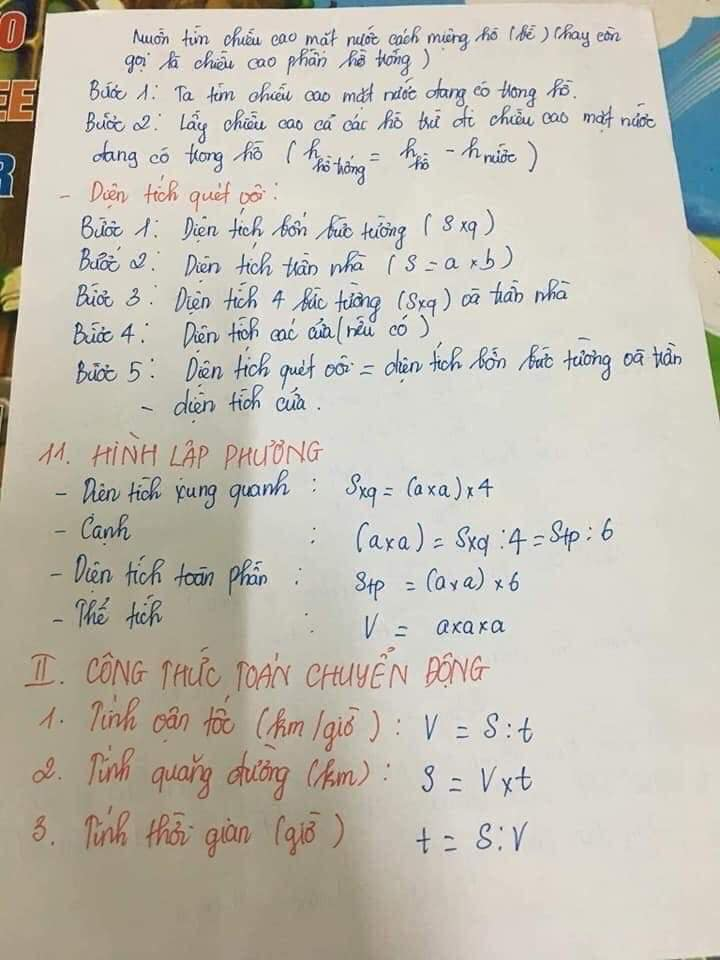 Muốn tìm chiều cao mặt nước cách miệng hồ (bể) (hay còn
gọi là chiều cao phần hồ trống)
Bước 1: Ta tìm chiều cao mặt nước đang có trong hồ.
Bước 2: Lấy chiều cao cả các hồ trừ đi chiều cao mặt nước
đang có trong hồ (h hồ trống = h hồ - h nước)
- Diện tích quét vôi:
Bước 1: Diện tích bốn bức tường (Sxq)
Bước 2: Diện tích trần nhà (S = a x b)
Bước 3: Diện tích 4 bức tường (Sxq) và trần nhà
Bước 4: Diện tích các cửa (nếu có)
Bước 5: Diện tích quét vôi = diện tích bốn bức tường và trần
- diện tích cửa.
11. HÌNH LẬP PHƯƠNG
- Diện tích xung quanh : Sxq = (a x a) x 4
- Cạnh : (a x a) = Sxq : 4 = Stp : 6
- Diện tích toàn phần : Stp = (a x a) x 6
- Thể tích : V = a x a x a
II. CÔNG THỨC TOÁN CHUYỂN ĐỘNG
1. Tính vận tốc (km/giờ) : V = S : t
2. Tính quãng đường (km) : S = V x t
3. Tính thời gian (giờ) t = S : V
O
EE
R